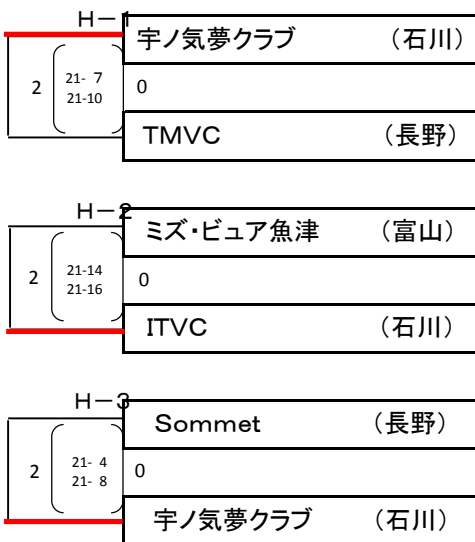 H－1
宇ノ気夢クラブ （石川）
2 21- 7 0
21-10
TMVC （長野）
H－2
ミズ・ピュア魚津 （富山）
2 21-14 0
21-16
ITVC （石川）
H－3
Sommet （長野）
2 21- 4 0
21- 8
宇ノ気夢クラブ （石川）